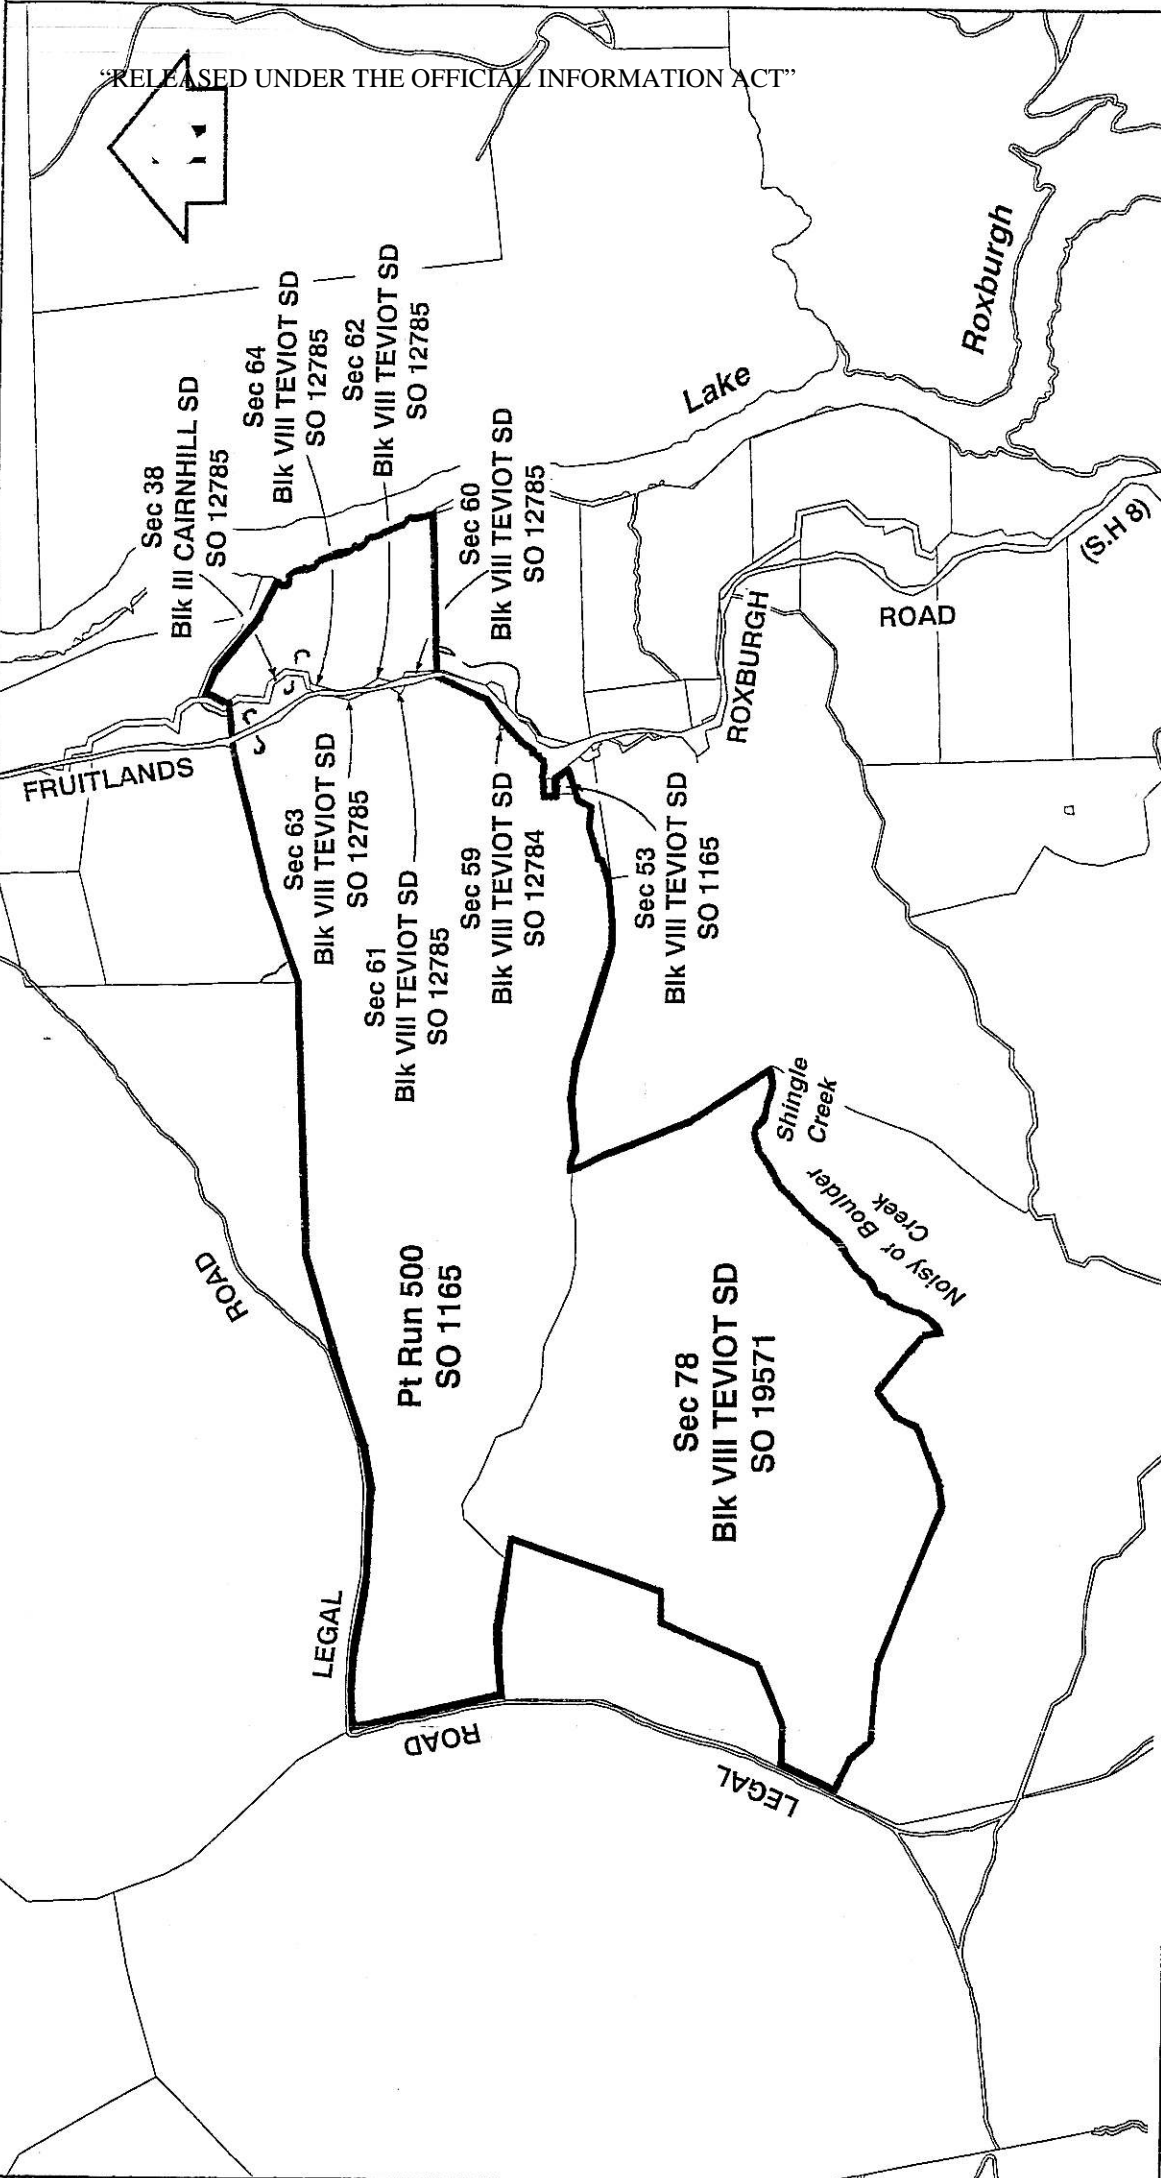 “RELEASED UNDER THE OFFICIAL INFORMATION ACT”
Sec 38
Blk III CAIRNHILL SD
SO 12785
Sec 64
Blk VIII TEVIOT SD
SO 12785
Sec 62
Blk VIII TEVIOT SD
SO 12785
Sec 60
Blk VIII TEVIOT SD
SO 12785
Lake
Roxburgh
FRUITLANDS
ROXBURGH
ROAD
(S.H 8)
Sec 63
Blk VIII TEVIOT SD
SO 12785
Sec 61
Blk VIII TEVIOT SD
SO 12785
Sec 59
Blk VIII TEVIOT SD
SO 12784
Sec 53
Blk VIII TEVIOT SD
SO 1165
Shingle
Creek
Noisy or Boulder
Creek
ROAD
LEGAL
Pt Run 500
SO 1165
Sec 78
Blk VIII TEVIOT SD
SO 19571
ROAD
LEGAL